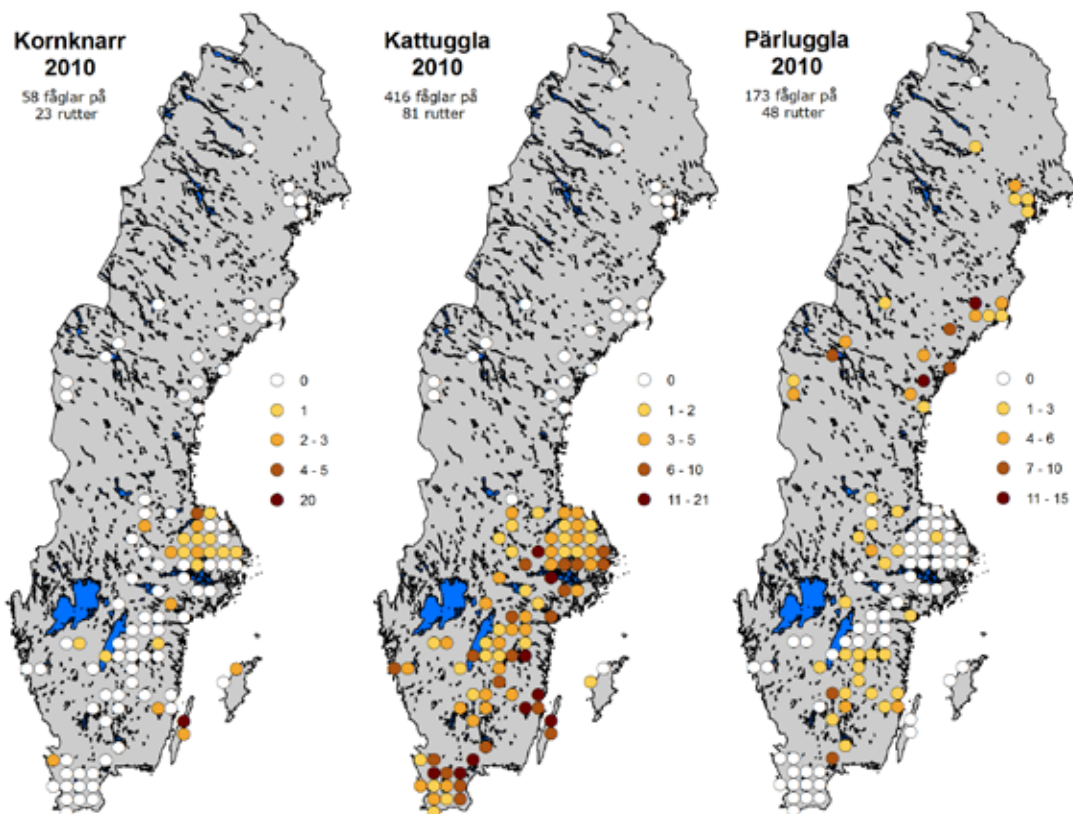 Kornknarr
2010
58 fåglar på
23 rutter
0
1
2 - 3
4 - 5
20
Kattuggla
2010
416 fåglar på
81 rutter
0
1 - 2
3 - 5
6 - 10
11 - 21
Pärluggla
2010
173 fåglar på
48 rutter
0
1 - 3
4 - 6
7 - 10
11 - 15